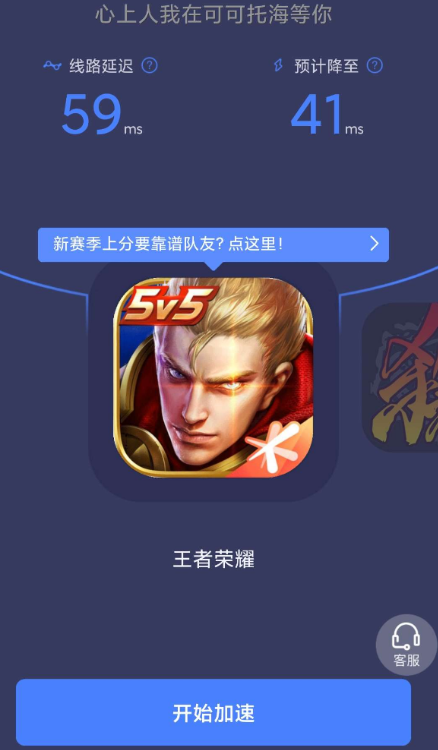 心上人我在可可托海等你
线路延迟 ?
预计降至 ?
59 ms
41 ms
新赛季上分要靠谱队友? 点这里!
5v5
王者荣耀
客服
开始加速